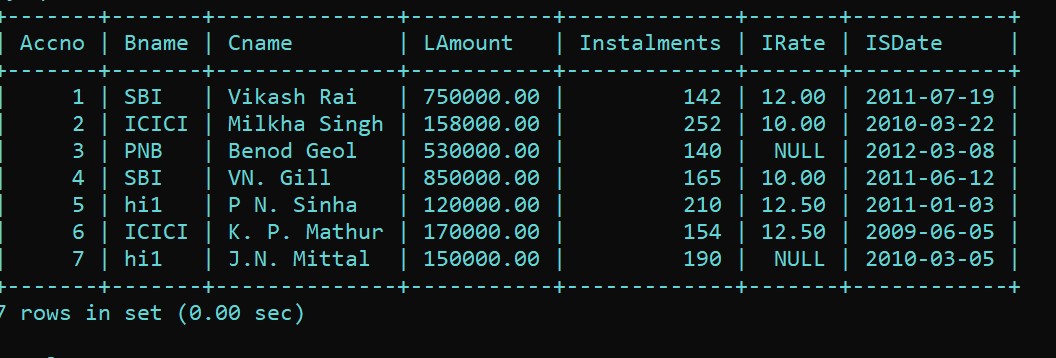 +-------+-------+--------------+-----------+-------------+-------+------------+
| Accno | Bname | Cname        | LAmount   | Instalments | IRate | ISDate     |
+-------+-------+--------------+-----------+-------------+-------+------------+
|     1 | SBI   | Vikash Rai   | 750000.00 |         142 | 12.00 | 2011-07-19 |
|     2 | ICICI | Milkha Singh | 158000.00 |         252 | 10.00 | 2010-03-22 |
|     3 | PNB   | Benod Geol   | 530000.00 |         140 |  NULL | 2012-03-08 |
|     4 | SBI   | VN. Gill     | 850000.00 |         165 | 10.00 | 2011-06-12 |
|     5 | hi1   | P N. Sinha   | 120000.00 |         210 | 12.50 | 2011-01-03 |
|     6 | ICICI | K. P. Mathur | 170000.00 |         154 | 12.50 | 2009-06-05 |
|     7 | hi1   | J.N. Mittal  | 150000.00 |         190 |  NULL | 2010-03-05 |
+-------+-------+--------------+-----------+-------------+-------+------------+
7 rows in set (0.00 sec)